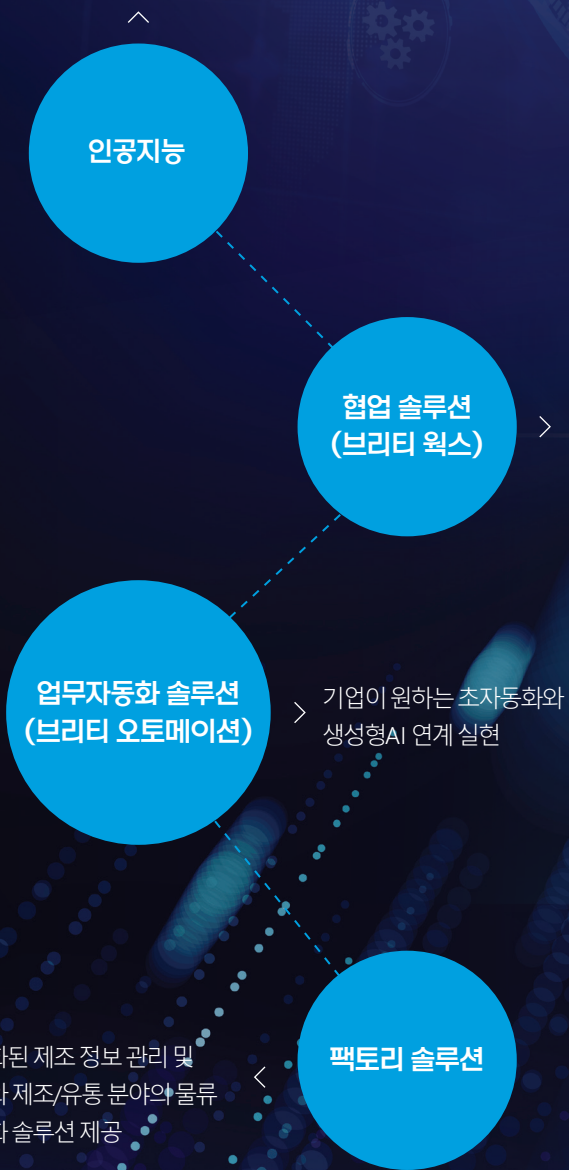 인공지능
협업 솔루션
(브리티 웍스)
업무자동화 솔루션
(브리티 오토메이션)
기업이 원하는 초자동화와
생성형AI 연계 실현
팩토리 솔루션
제조 정보 관리 및
제조/유통 분야의 물류
솔루션 제공